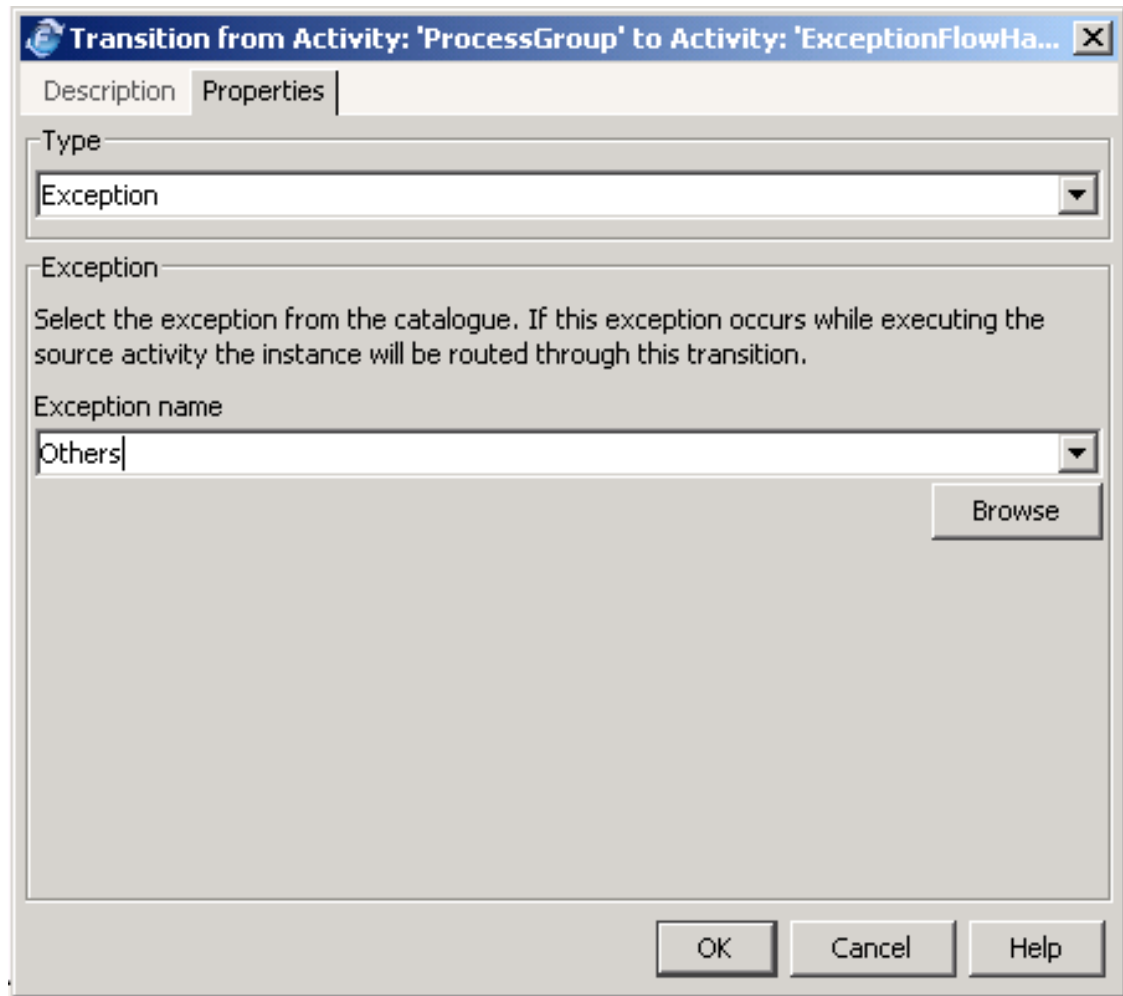 Transition from Activity: 'ProcessGroup' to Activity: 'ExceptionFlowHa...
Description Properties
Type
Exception
Exception
Select the exception from the catalogue. If this exception occurs while executing the
source activity the instance will be routed through this transition.
Exception name
Others
Browse
OK Cancel Help